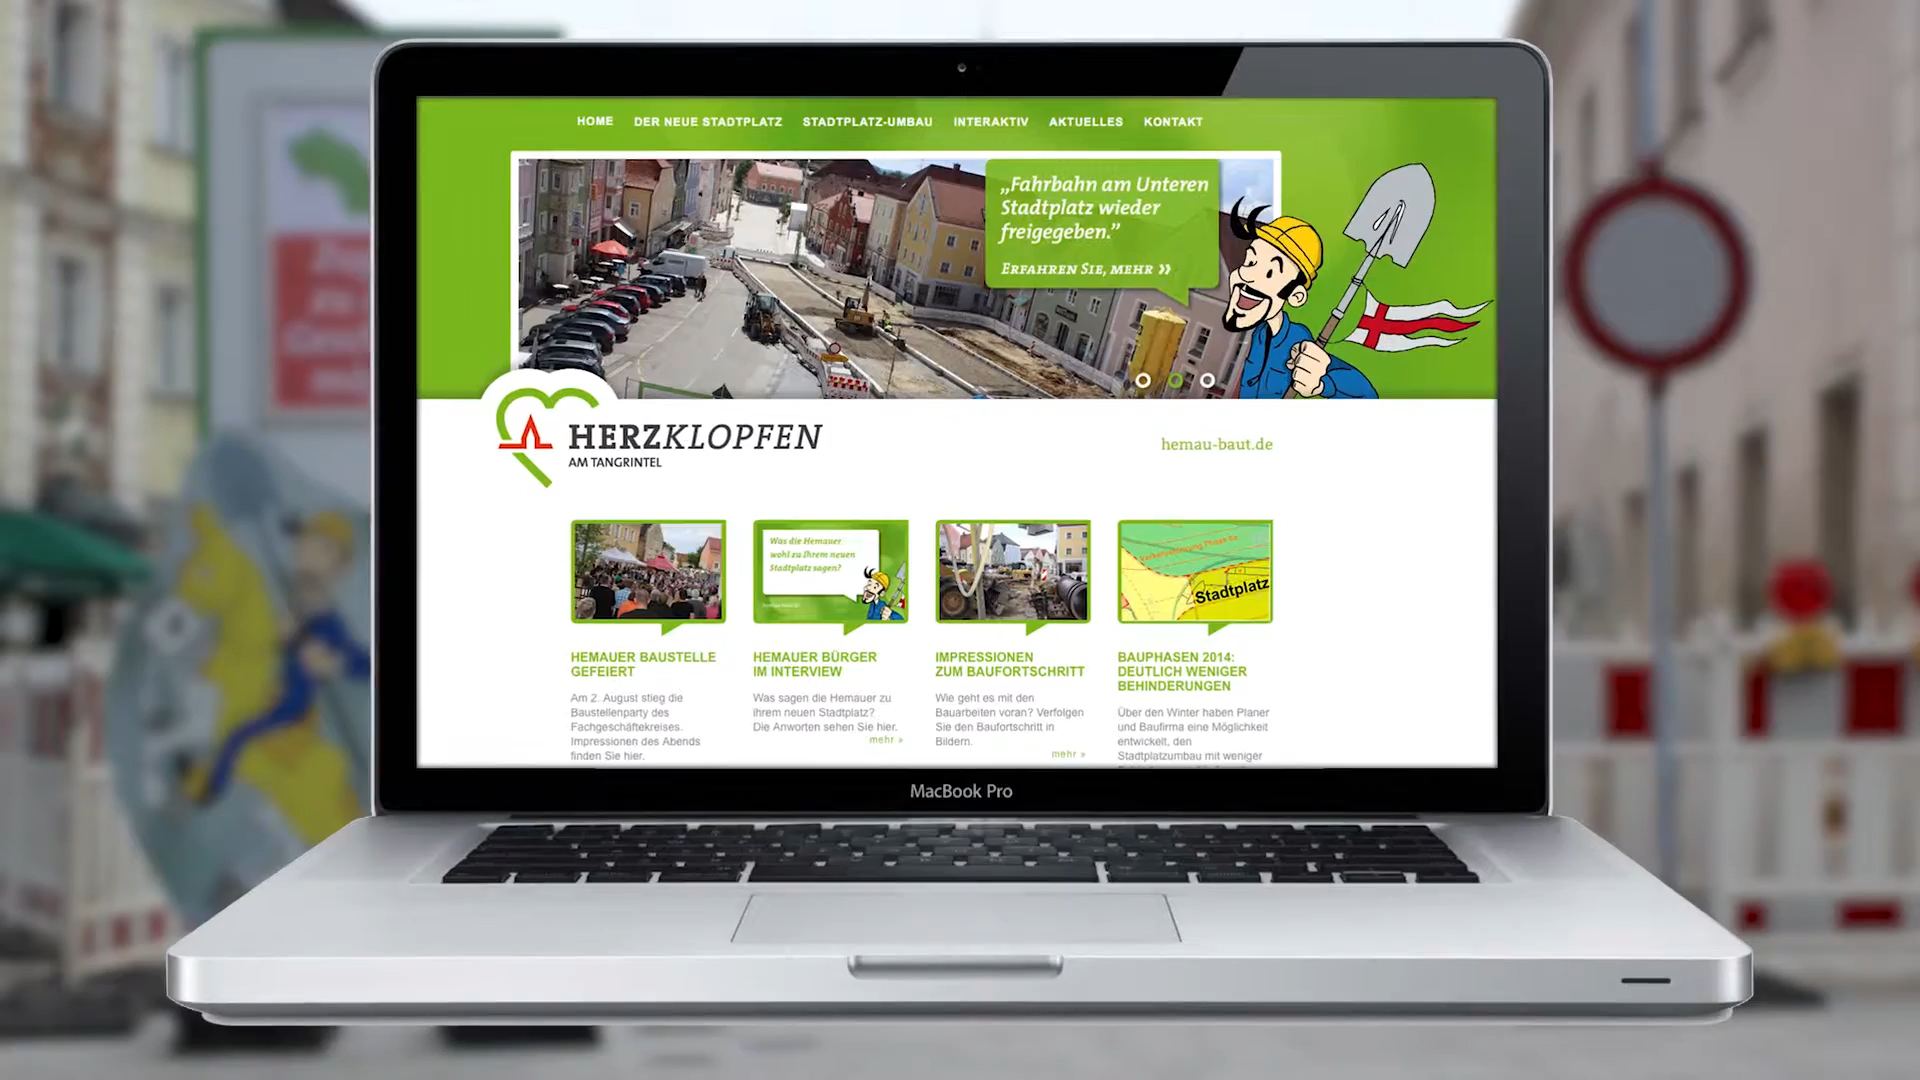 HOME DER NEUE STADTPLATZ STADTPLATZ-UMBAU INTERAKTIV AKTUELLES KONTAKT
„Fahrbahn am Unteren
Stadtplatz wieder
freigegeben.”
ERFAHREN SIE, MEHR »
HERZKLOPFEN
AM TANGRINTEL
hemau-baut.de
Was die Hemauer
wohl zu Ihrem neuen
Stadtplatz sagen?
Stadtplatz
HEMAUER BAUSTELLE
GEFEIERT
Am 2. August stieg die
Baustellenparty des
Fachgeschäftekreises.
Impressionen des Abends
finden Sie hier.
HEMAUER BÜRGER
IM INTERVIEW
Was sagen die Hemauer zu
ihrem neuen Stadtplatz?
Die Anworten sehen Sie hier.
mehr »
IMPRESSIONEN
ZUM BAUFORTSCHRITT
Wie geht es mit den
Bauarbeiten voran? Verfolgen
Sie den Baufortschritt in
Bildern.
mehr »
BAUPHASEN 2014:
DEUTLICH WENIGER
BEHINDERUNGEN
Über den Winter haben Planer
und Baufirma eine Möglichkeit
entwickelt, den
Stadtplatzumbau mit weniger
MacBook Pro